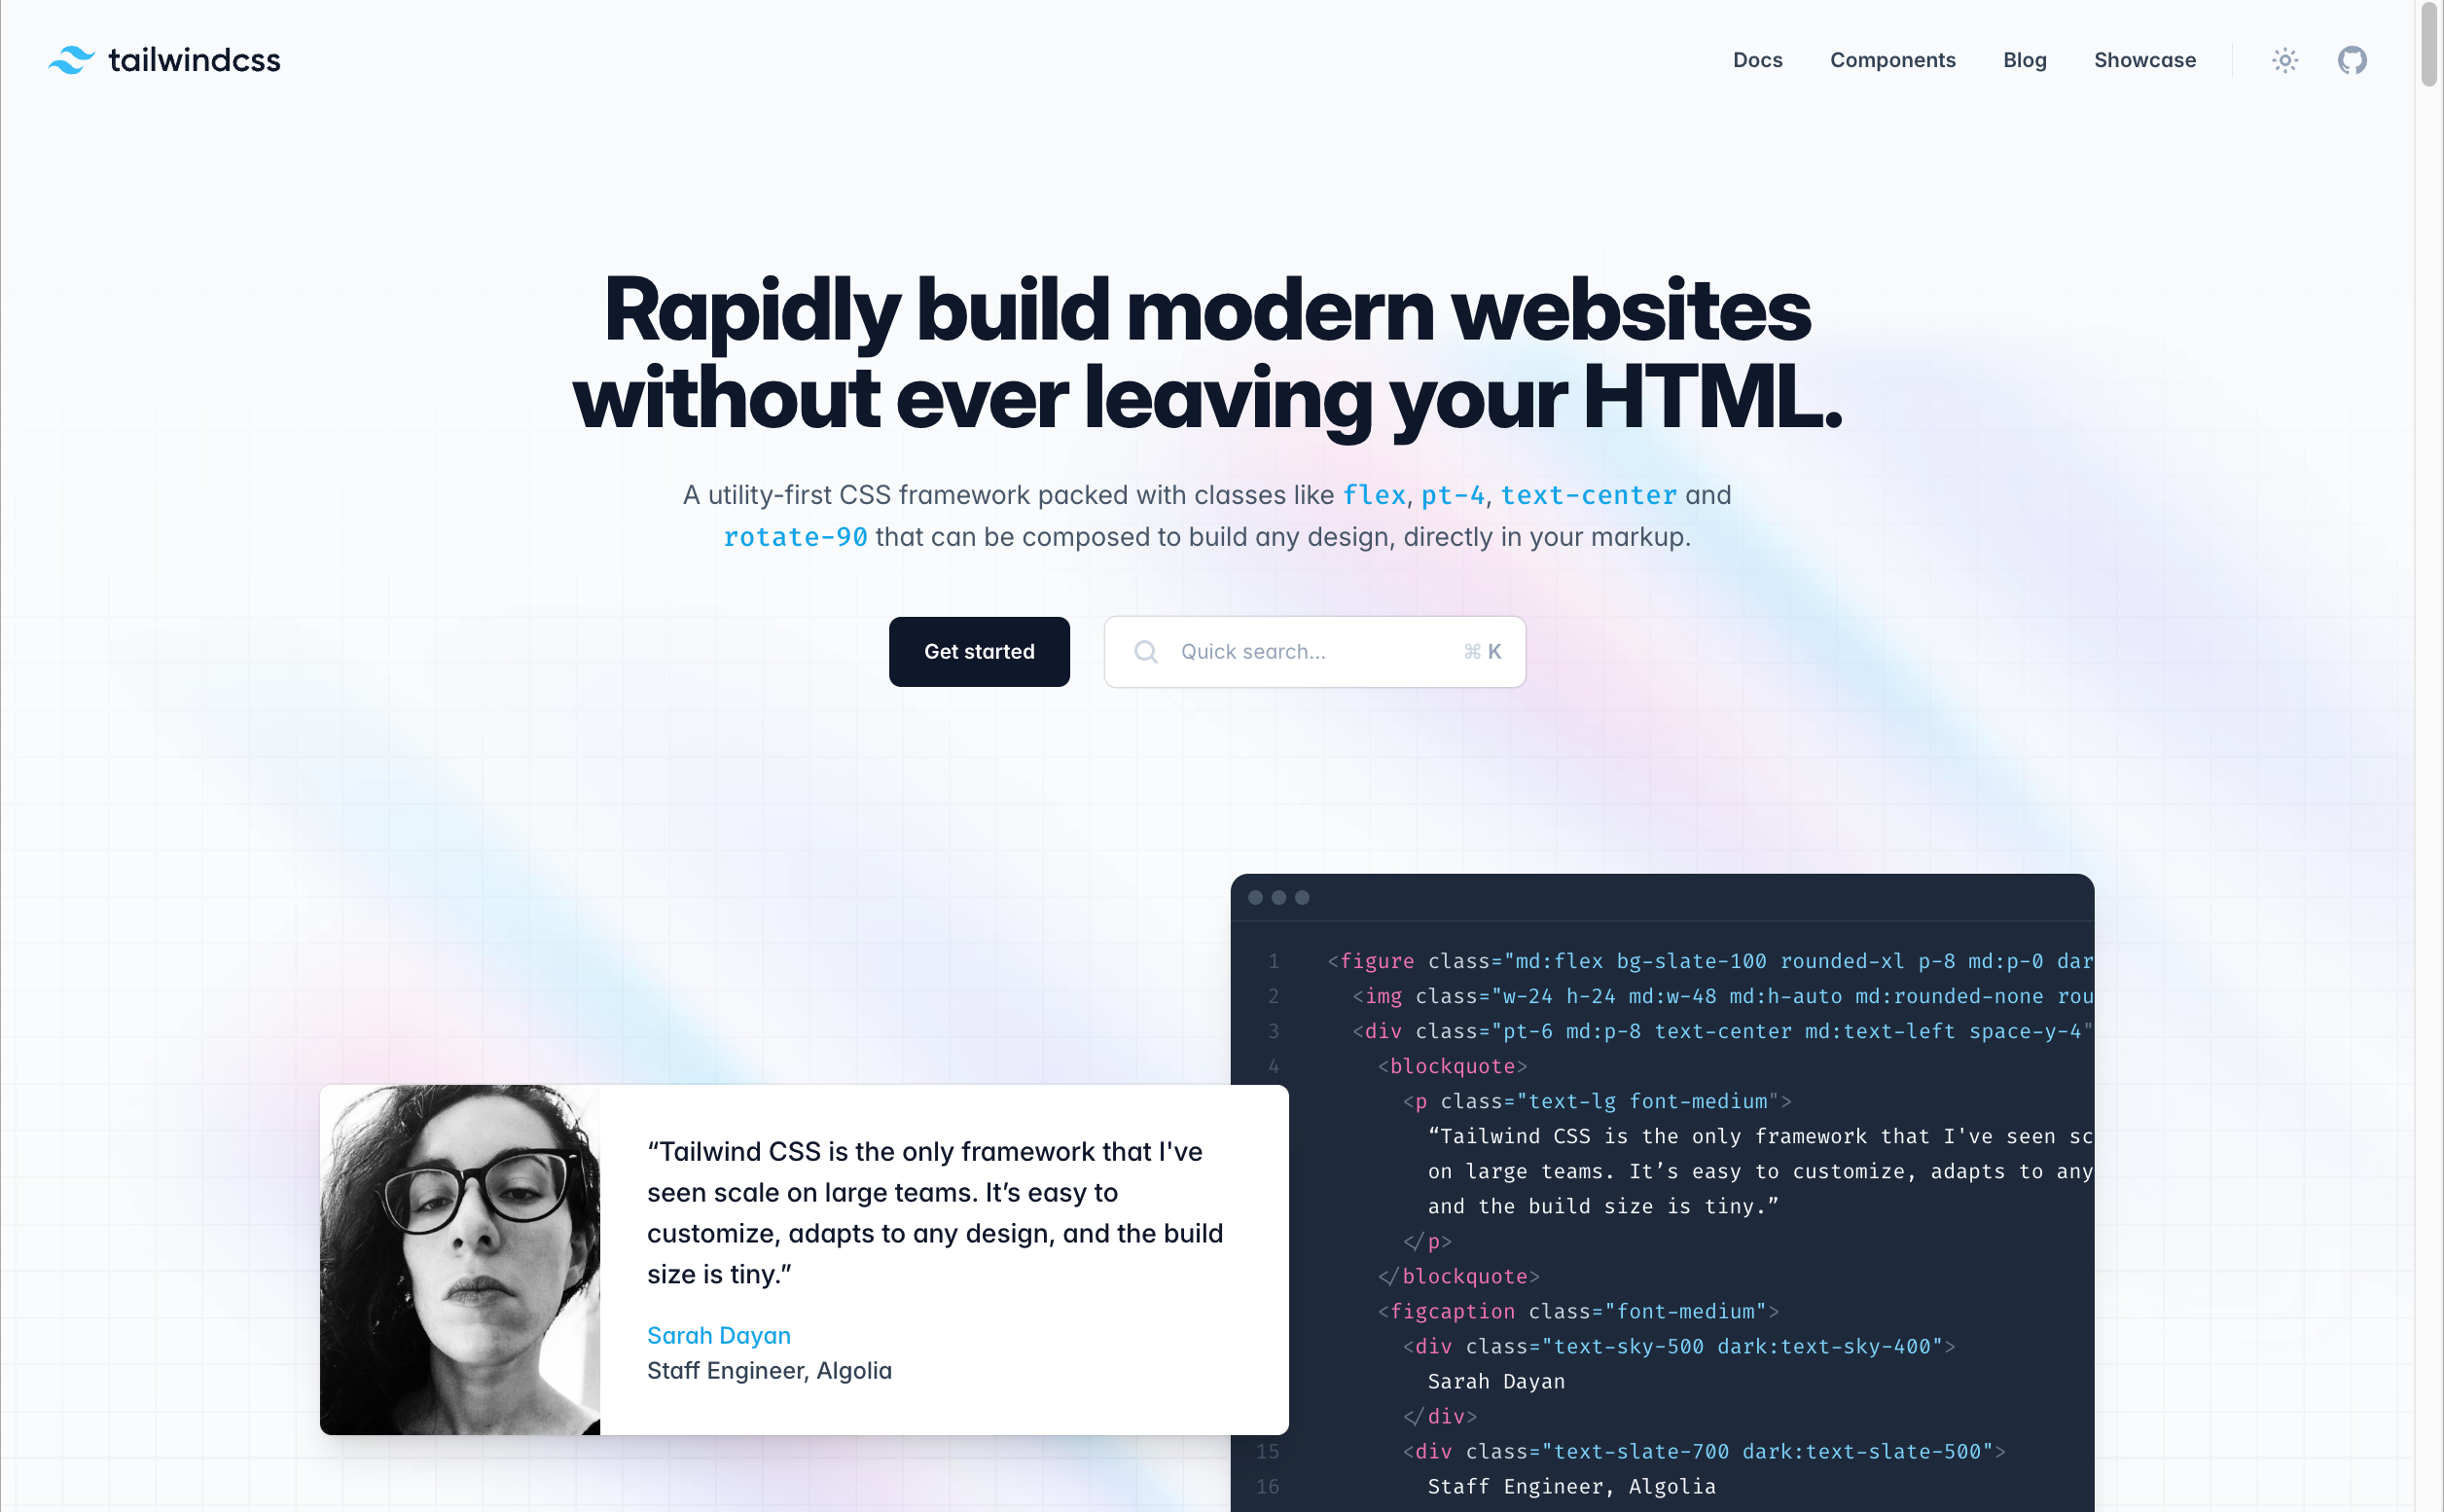 tailwindcss
Docs Components Blog Showcase
Rapidly build modern websites
without ever leaving your HTML.
A utility-first CSS framework packed with classes like flex, pt-4, text-center and
rotate-90 that can be composed to build any design, directly in your markup.
Get started
Quick search... ⌘ K
“Tailwind CSS is the only framework that I've
seen scale on large teams. It’s easy to
customize, adapts to any design, and the build
size is tiny.”
Sarah Dayan
Staff Engineer, Algolia
1 <figure class="md:flex bg-slate-100 rounded-xl p-8 md:p-0 dar
2 <img class="w-24 h-24 md:w-48 md:h-auto md:rounded-none rou
3 <div class="pt-6 md:p-8 text-center md:text-left space-y-4"
4 <blockquote>
<p class="text-lg font-medium">
“Tailwind CSS is the only framework that I've seen sc
on large teams. It’s easy to customize, adapts to any
and the build size is tiny.”
</p>
</blockquote>
<figcaption class="font-medium">
<div class="text-sky-500 dark:text-sky-400">
Sarah Dayan
</div>
15 <div class="text-slate-700 dark:text-slate-500">
16 Staff Engineer, Algolia